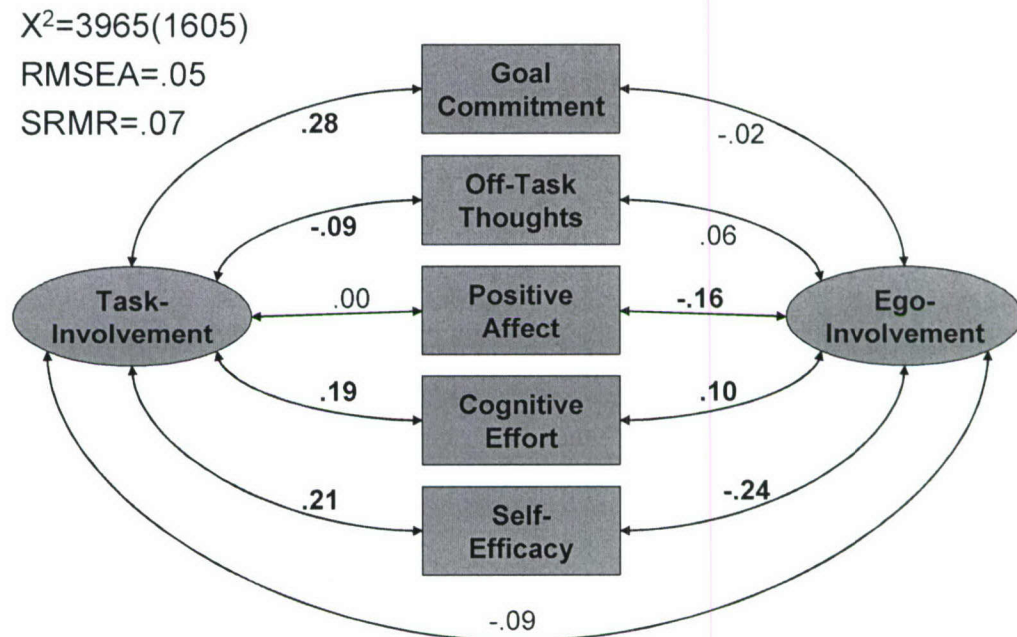 X²=3965(1605)
RMSEA=.05
SRMR=.07
Goal
Commitment
.28
-.02
Off-Task
Thoughts
-.09
.06
Task-
Involvement
.00
Positive
Affect
-.16
Ego-
Involvement
.19
Cognitive
Effort
.10
.21
Self-
Efficacy
-.24
-.09